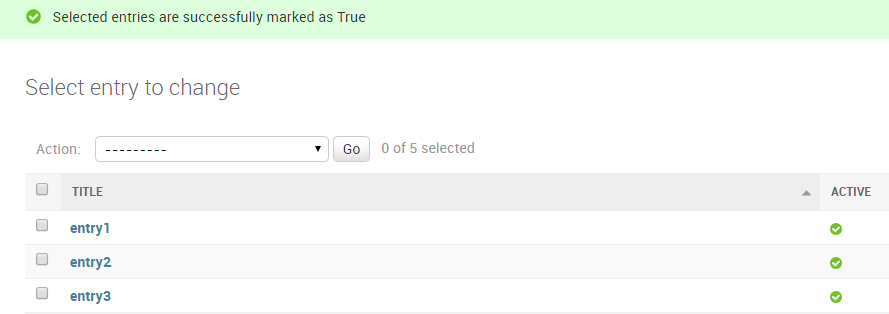 Selected entries are successfully marked as True
Select entry to change
Action: --------- Go 0 of 5 selected
TITLE ACTIVE
entry1
entry2
entry3